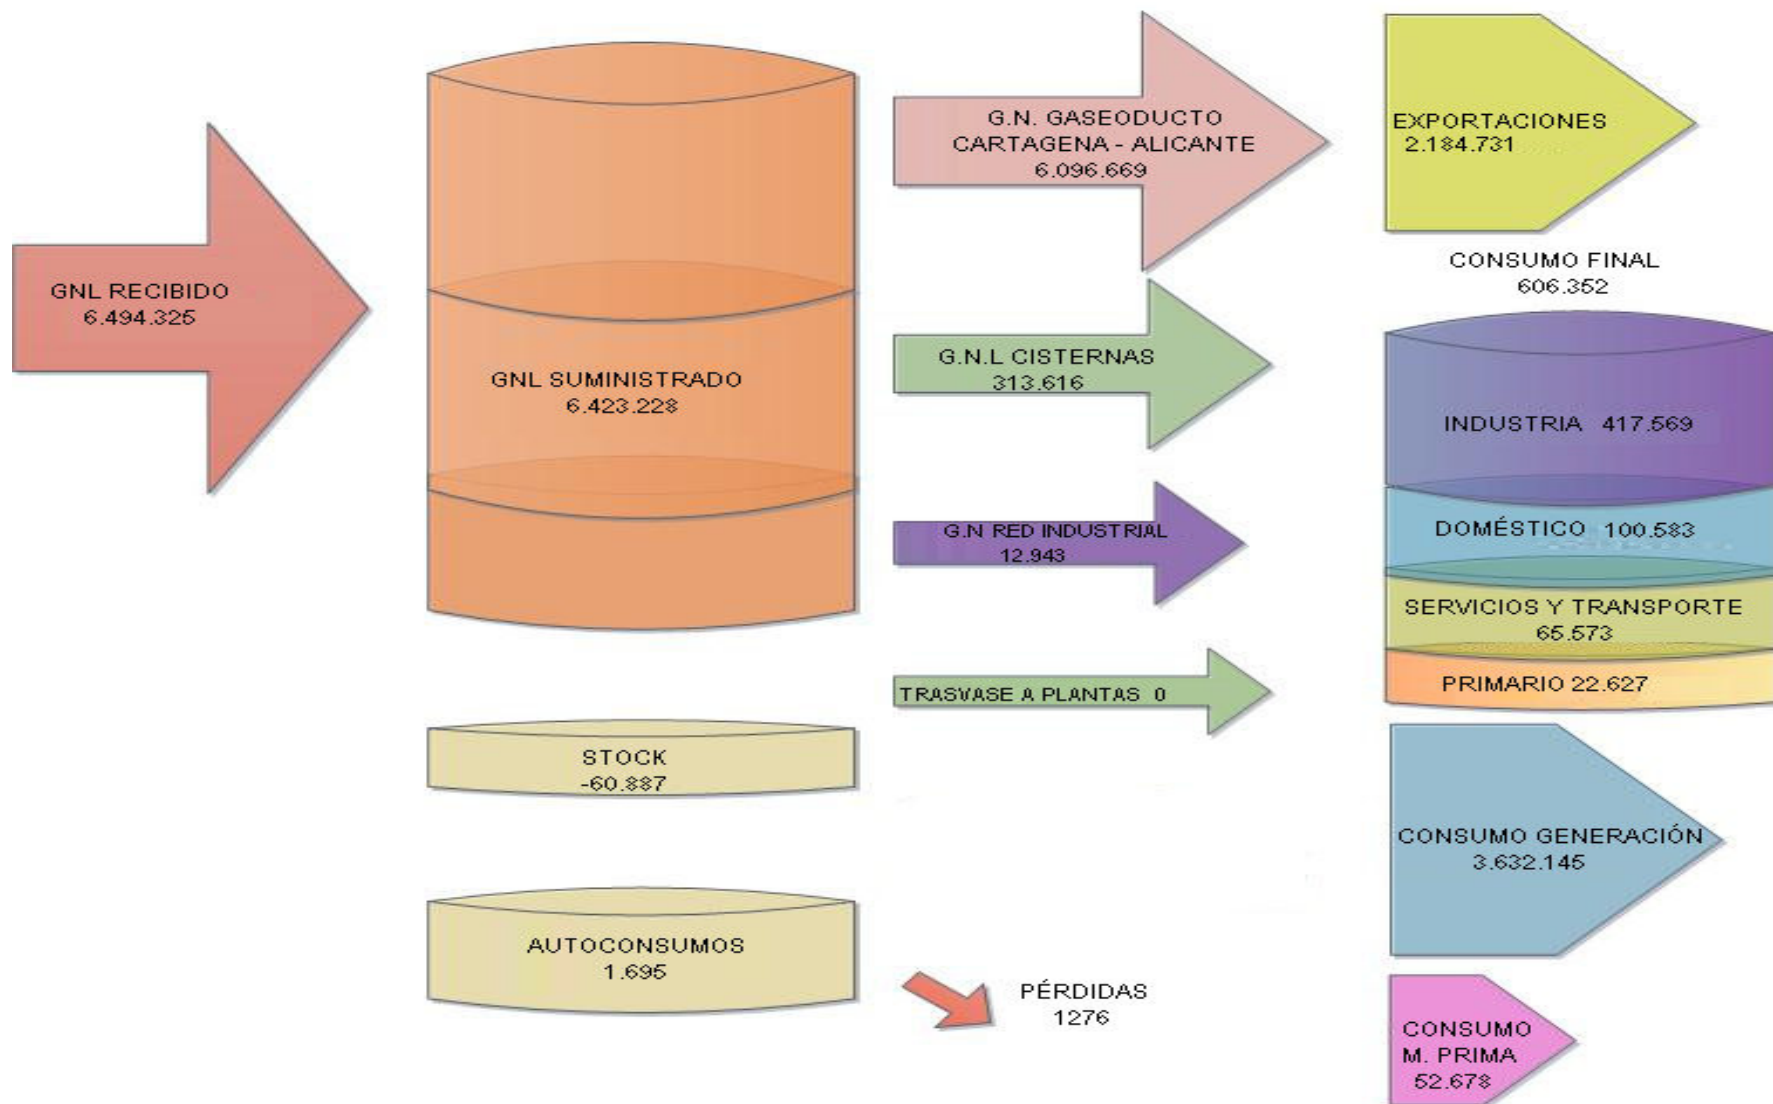 GNL RECIBIDO
6.494.325
GNL SUMINISTRADO
6.423.228
STOCK
-60.887
AUTOCONSUMOS
1.695
G.N. GASEODUCTO
CARTAGENA - ALICANTE
6.096.669
G.N.L CISTERNAS
313.616
G.N RED INDUSTRIAL
12.943
TRASVASE A PLANTAS 0
PÉRDIDAS
1276
EXPORTACIONES
2.184.731
CONSUMO FINAL
606.352
INDUSTRIA 417.569
DOMÉSTICO 100.583
SERVICIOS Y TRANSPORTE
65.573
PRIMARIO 22.627
CONSUMO GENERACIÓN
3.632.145
CONSUMO
M. PRIMA
52.678